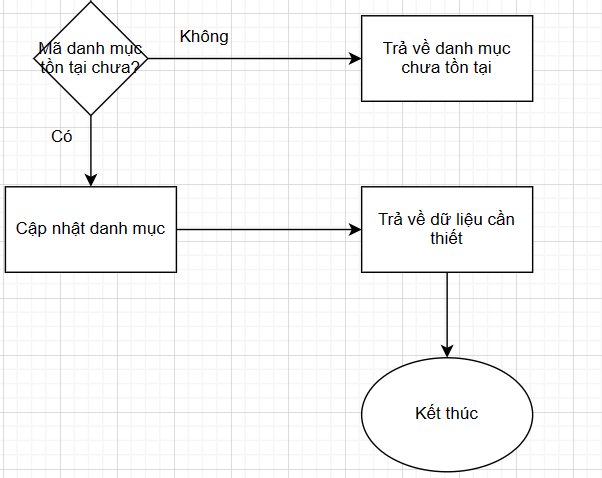 Mã danh mục
tồn tại chưa?
Không
Trả về danh mục
chưa tồn tại
Có
Cập nhật danh mục
Trả về dữ liệu cần
thiết
Kết thúc